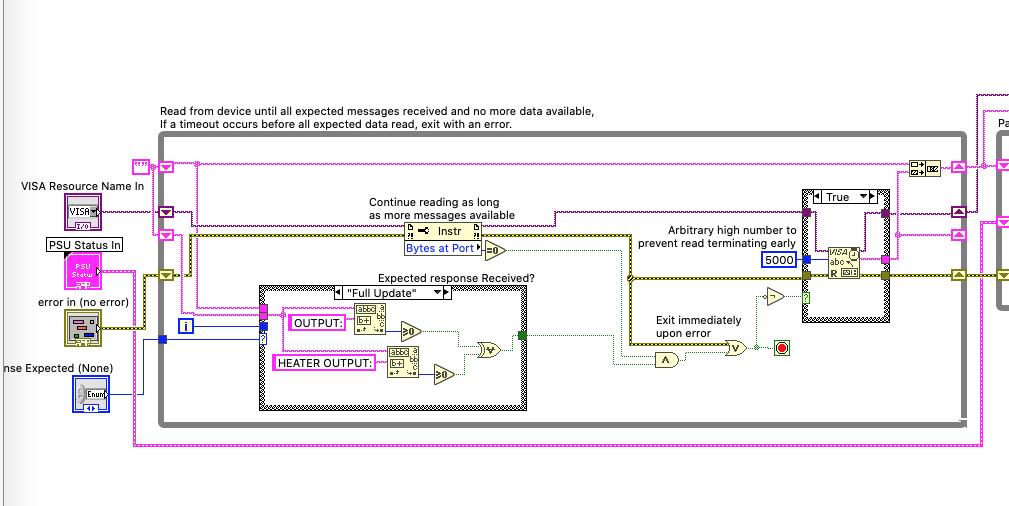 Read from device until all expected messages received and no more data available,
If a timeout occurs before all expected data read, exit with an error.
Pa
""
VISA Resource Name In
VISA
I/O
PSU Status In
PSU
Status
error in (no error)
nse Expected (None)
Enum
Continue reading as long
as more messages available
Instr
Bytes at Port
=0
Expected response Received?
"Full Update"
i
?
OUTPUT:
HEATER OUTPUT:
≥0
≥0
Arbitrary high number to
prevent read terminating early
5000
True
VISA
abc
R
?
Exit immediately
upon error